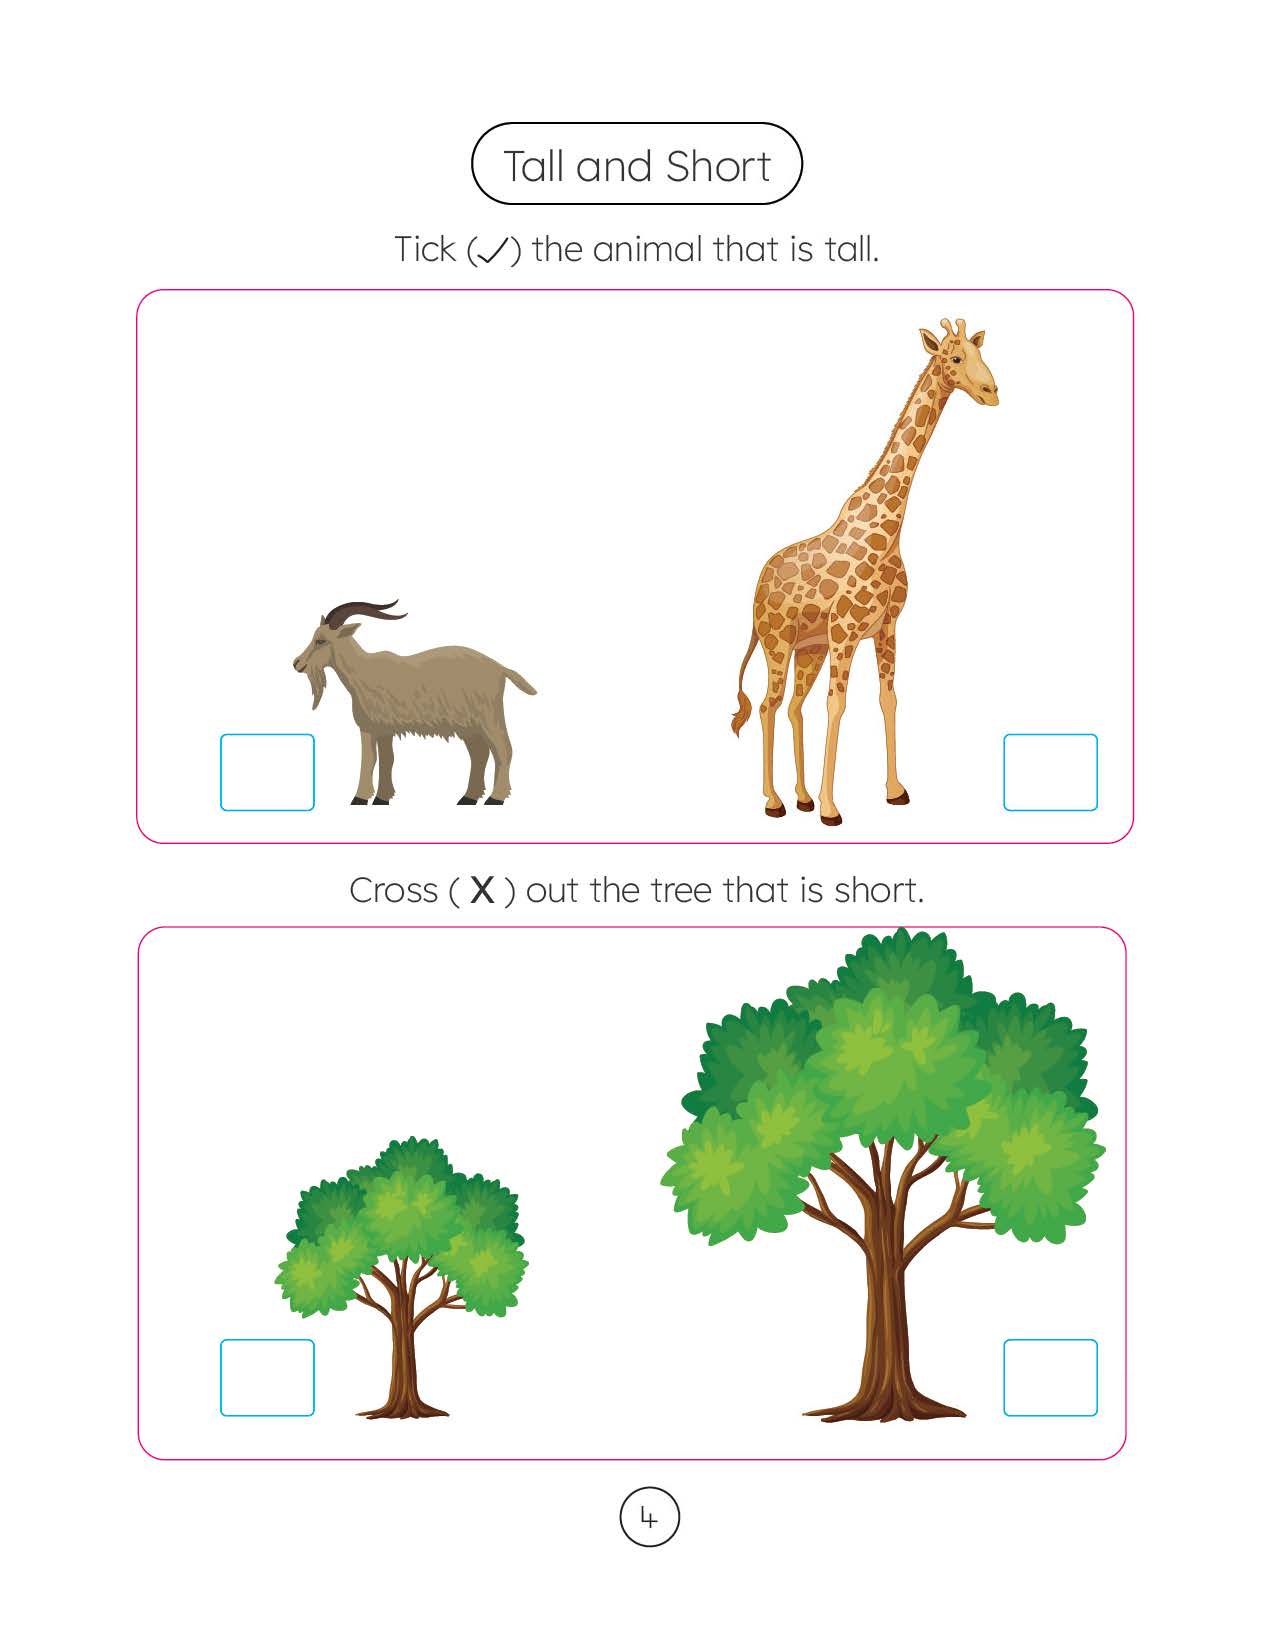 Tall and Short
Tick (✓) the animal that is tall.
Cross ( X ) out the tree that is short.
4